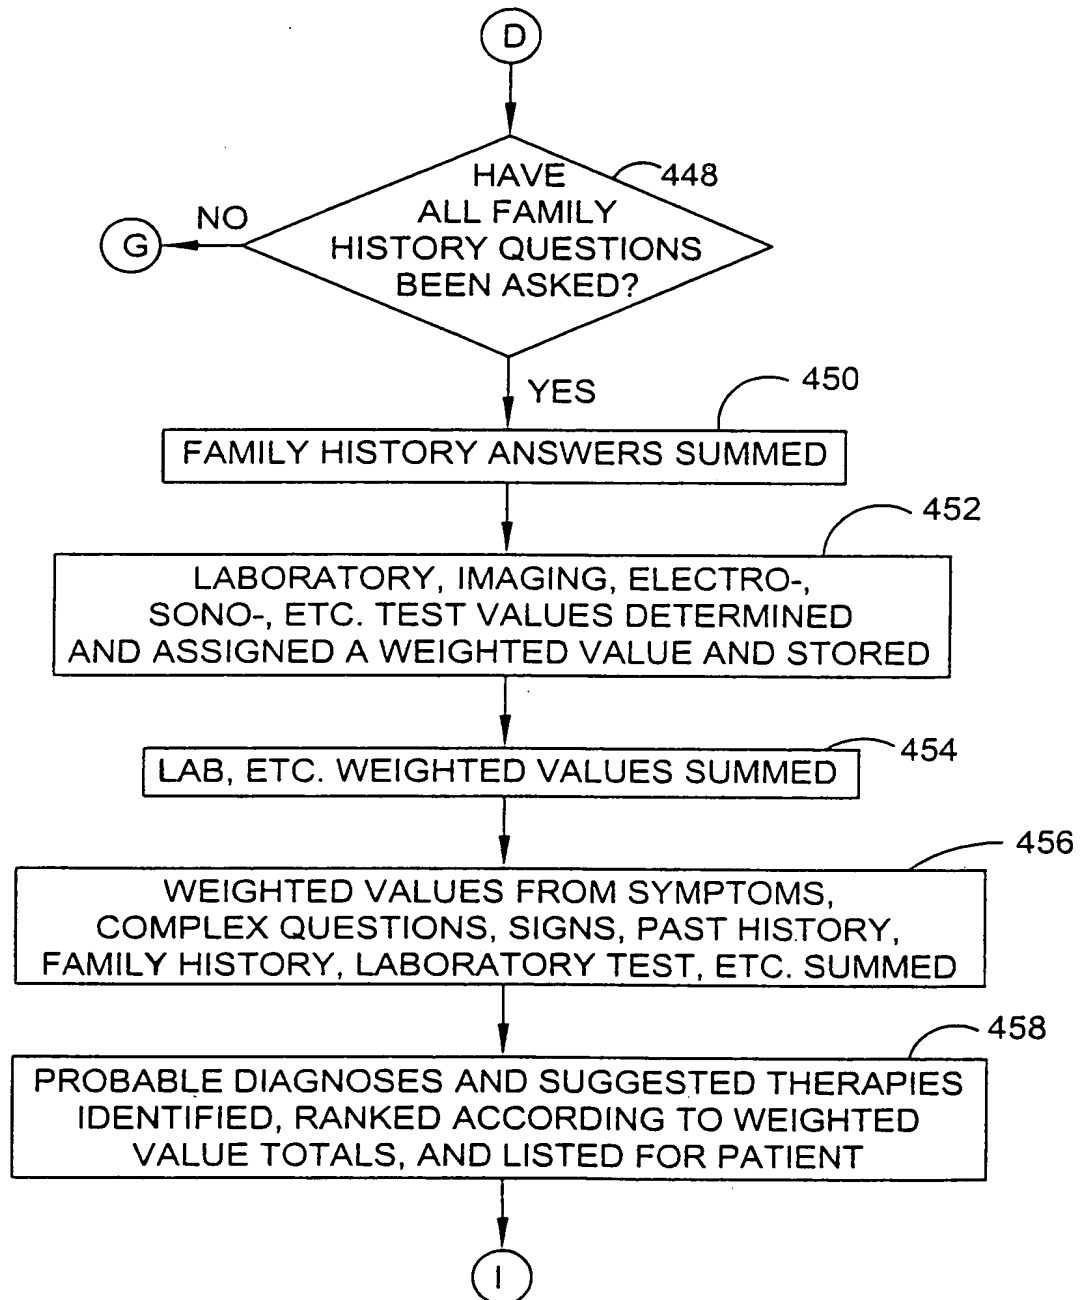 D
HAVE
ALL FAMILY
HISTORY QUESTIONS
BEEN ASKED?
448
NO
G
YES
450
FAMILY HISTORY ANSWERS SUMMED
452
LABORATORY, IMAGING, ELECTRO-,
SONO-, ETC. TEST VALUES DETERMINED
AND ASSIGNED A WEIGHTED VALUE AND STORED
454
LAB, ETC. WEIGHTED VALUES SUMMED
456
WEIGHTED VALUES FROM SYMPTOMS,
COMPLEX QUESTIONS, SIGNS, PAST HISTORY,
FAMILY HISTORY, LABORATORY TEST, ETC. SUMMED
458
PROBABLE DIAGNOSES AND SUGGESTED THERAPIES
IDENTIFIED, RANKED ACCORDING TO WEIGHTED
VALUE TOTALS, AND LISTED FOR PATIENT
I